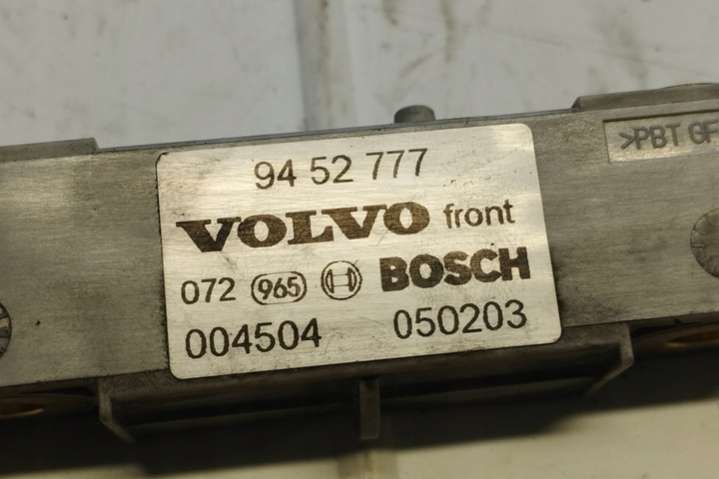 94 52 777
VOLVO front
072 965 BOSCH
004504 050203
>PBT GF